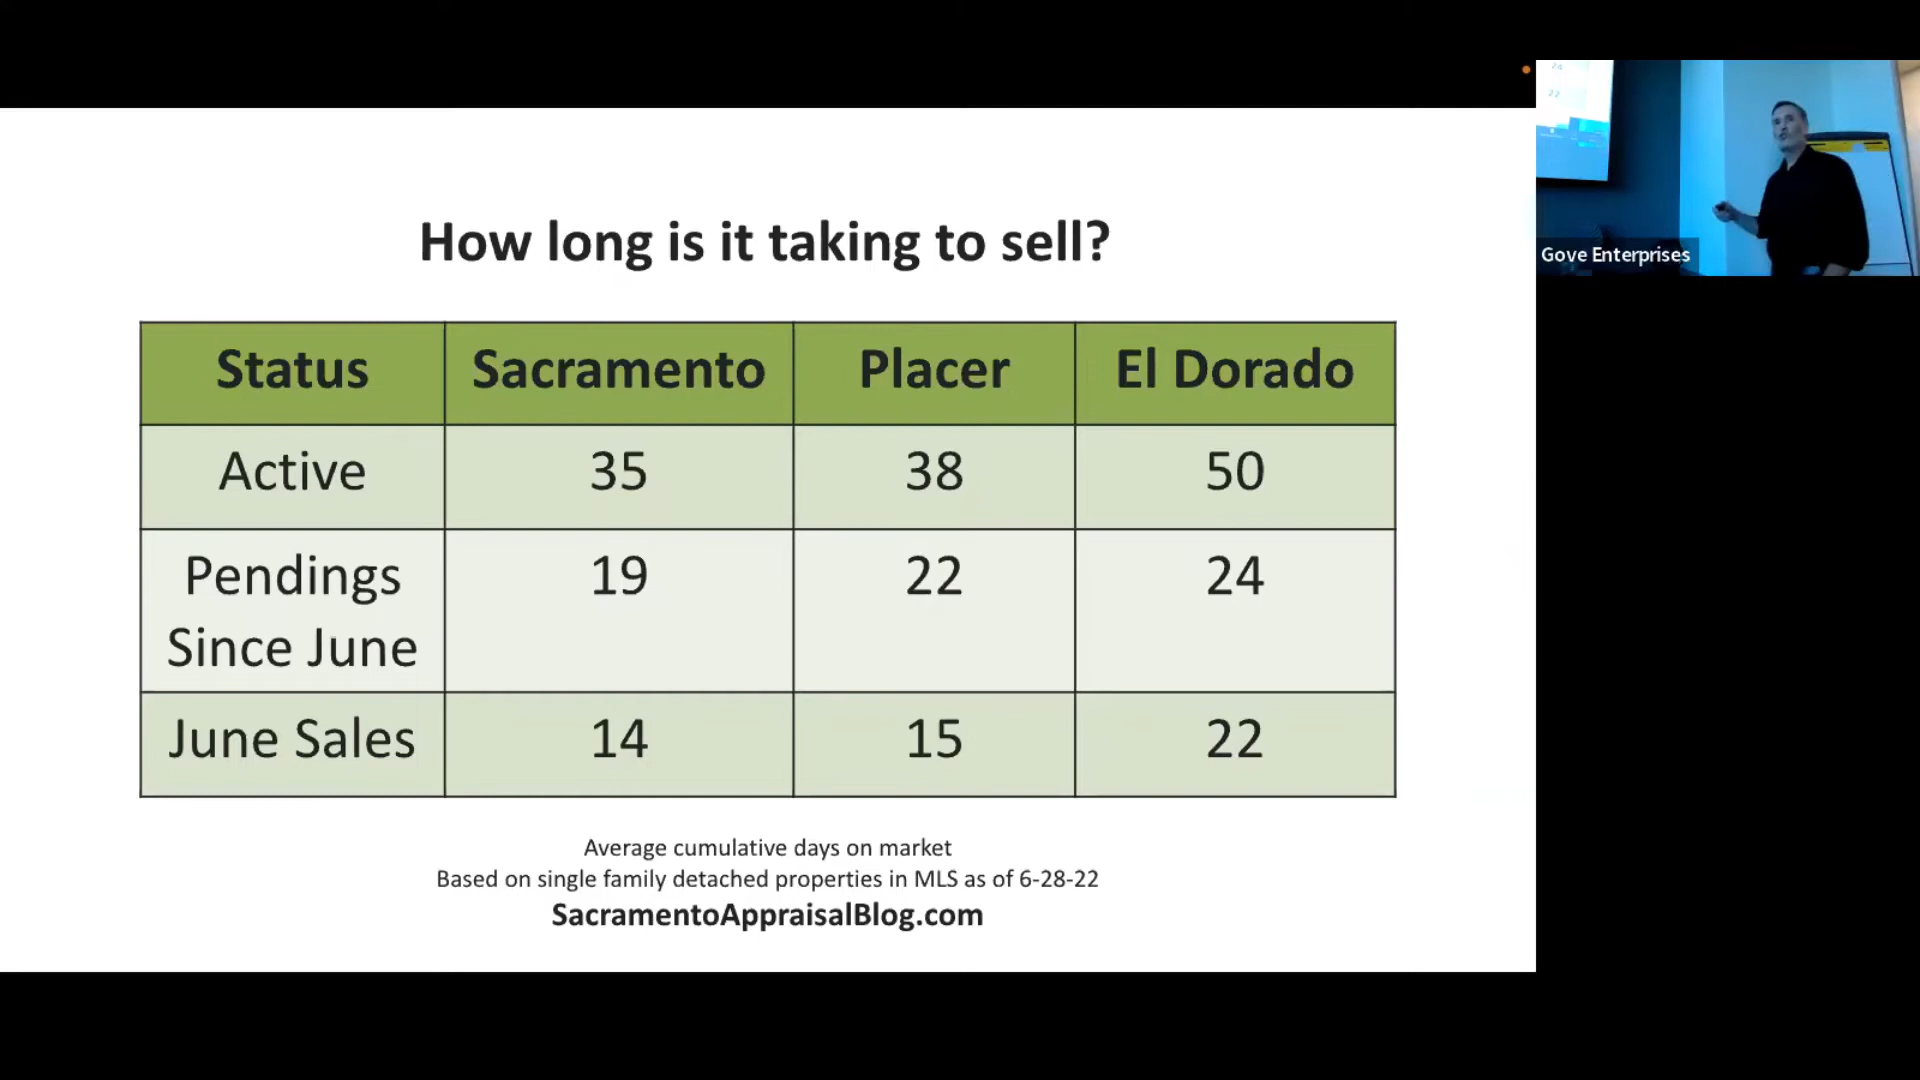 How long is it taking to sell?
Status Sacramento Placer El Dorado
Active 35 38 50
Pendings 19 22 24
Since June
June Sales 14 15 22
Average cumulative days on market
Based on single family detached properties in MLS as of 6-28-22
SacramentoAppraisalBlog.com
24
22
Gove Enterprises